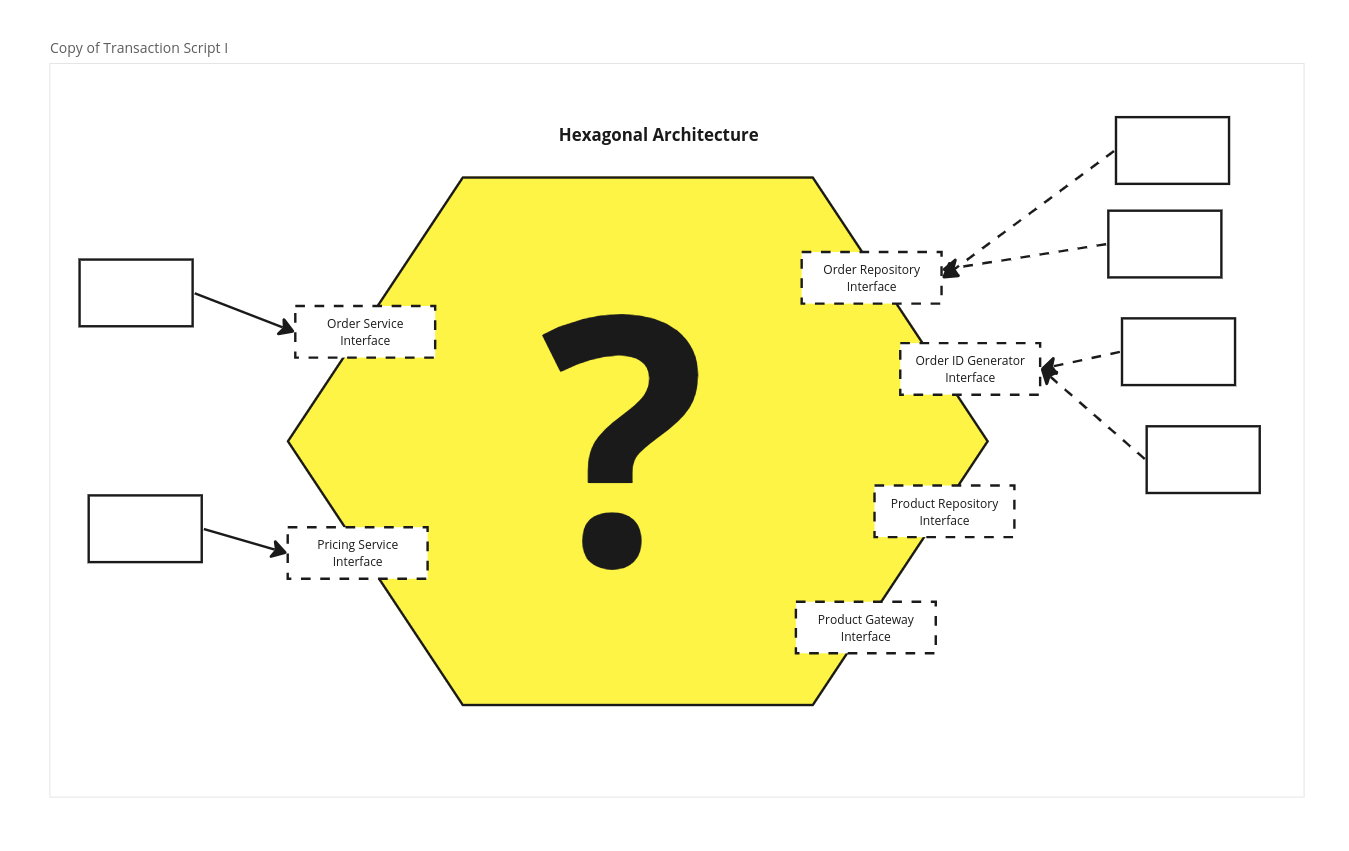 Copy of Transaction Script I
Hexagonal Architecture
Order Repository
Interface
Order Service
Interface
Order ID Generator
Interface
?
Product Repository
Interface
Pricing Service
Interface
Product Gateway
Interface